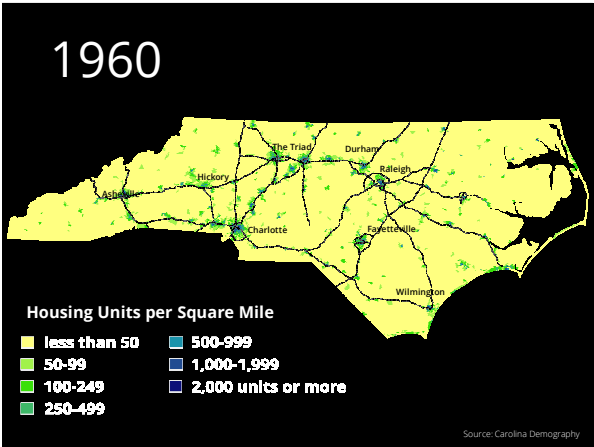 1960
The Triad
Durham
Raleigh
Hickory
Asheville
Charlotte
Fayetteville
Wilmington
Housing Units per Square Mile
less than 50
50-99
100-249
250-499
500-999
1,000-1,999
2,000 units or more
Source: Carolina Demography